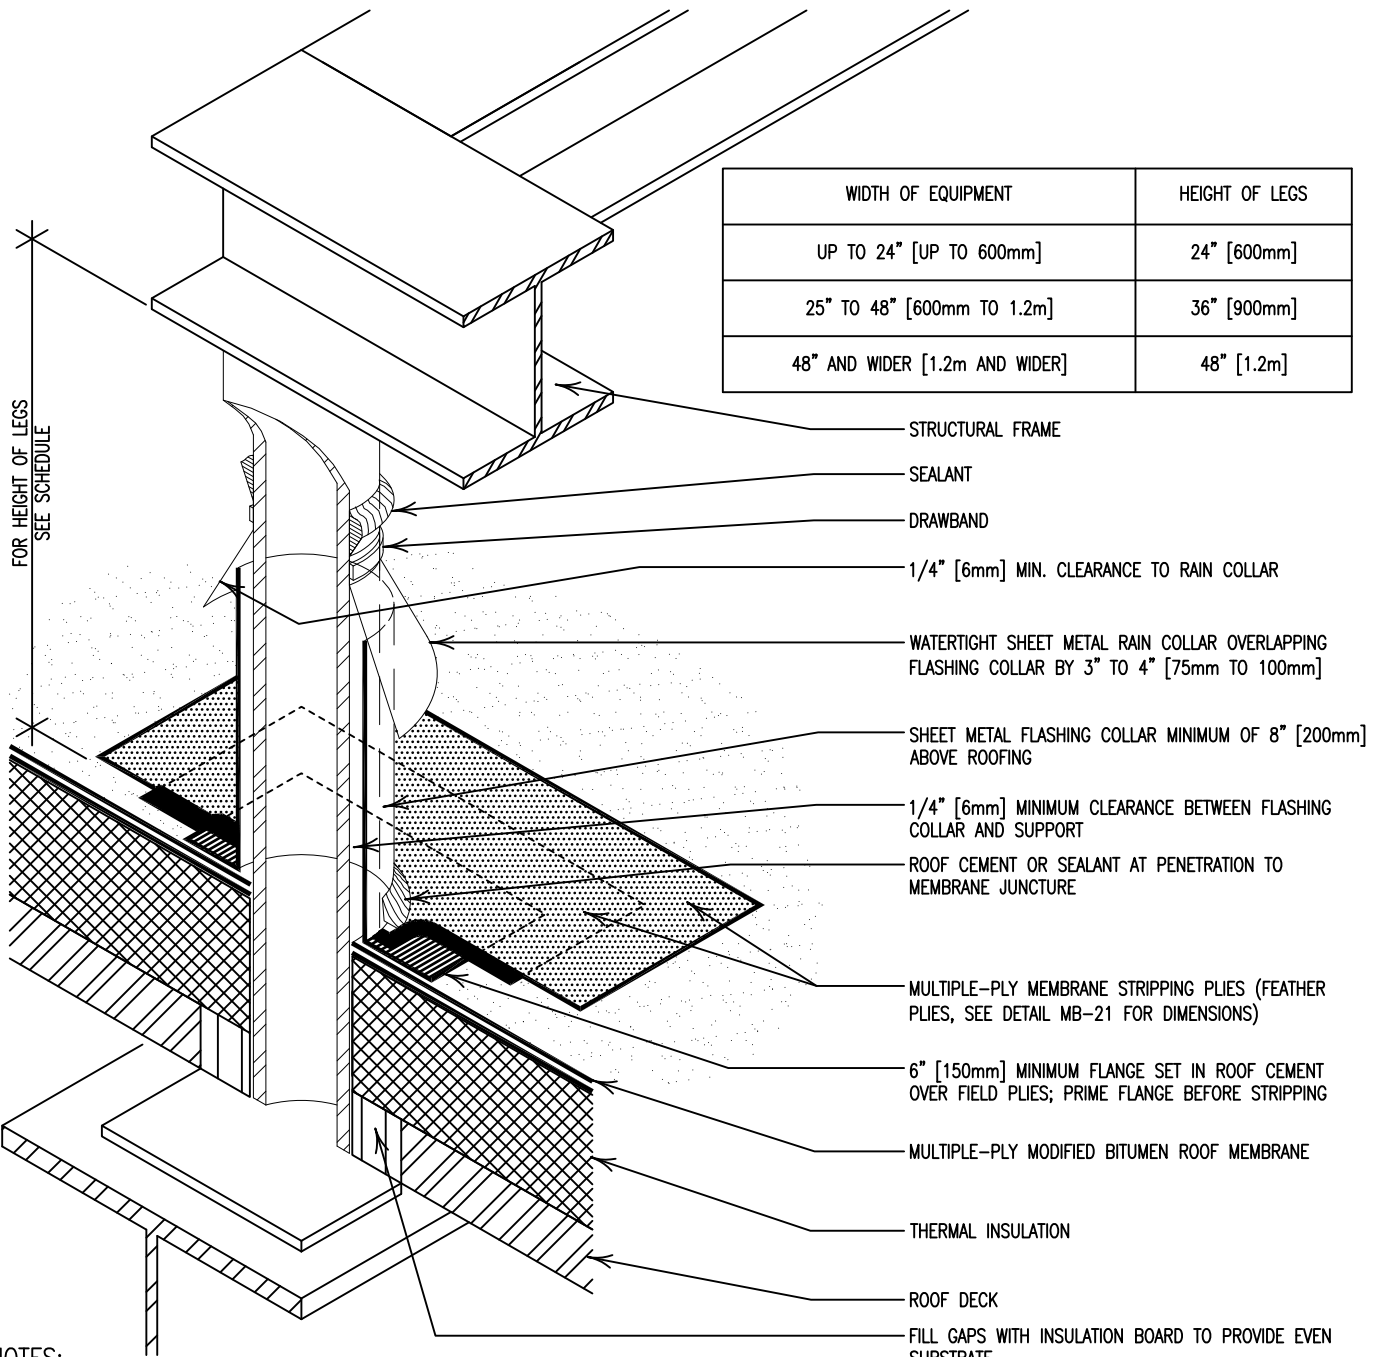 WIDTH OF EQUIPMENT HEIGHT OF LEGS
UP TO 24" [UP TO 600mm] 24" [600mm]
25" TO 48" [600mm TO 1.2m] 36" [900mm]
48" AND WIDER [1.2m AND WIDER] 48" [1.2m]
FOR HEIGHT OF LEGS
SEE SCHEDULE
STRUCTURAL FRAME
SEALANT
DRAWBAND
1/4" [6mm] MIN. CLEARANCE TO RAIN COLLAR
WATERTIGHT SHEET METAL RAIN COLLAR OVERLAPPING
FLASHING COLLAR BY 3" TO 4" [75mm TO 100mm]
SHEET METAL FLASHING COLLAR MINIMUM OF 8" [200mm]
ABOVE ROOFING
1/4" [6mm] MINIMUM CLEARANCE BETWEEN FLASHING
COLLAR AND SUPPORT
ROOF CEMENT OR SEALANT AT PENETRATION TO
MEMBRANE JUNCTURE
MULTIPLE-PLY MEMBRANE STRIPPING PLIES (FEATHER
PLIES, SEE DETAIL MB-21 FOR DIMENSIONS)
6" [150mm] MINIMUM FLANGE SET IN ROOF CEMENT
OVER FIELD PLIES; PRIME FLANGE BEFORE STRIPPING
MULTIPLE-PLY MODIFIED BITUMEN ROOF MEMBRANE
THERMAL INSULATION
ROOF DECK
FILL GAPS WITH INSULATION BOARD TO PROVIDE EVEN
SUBSTRATE
NOTES: